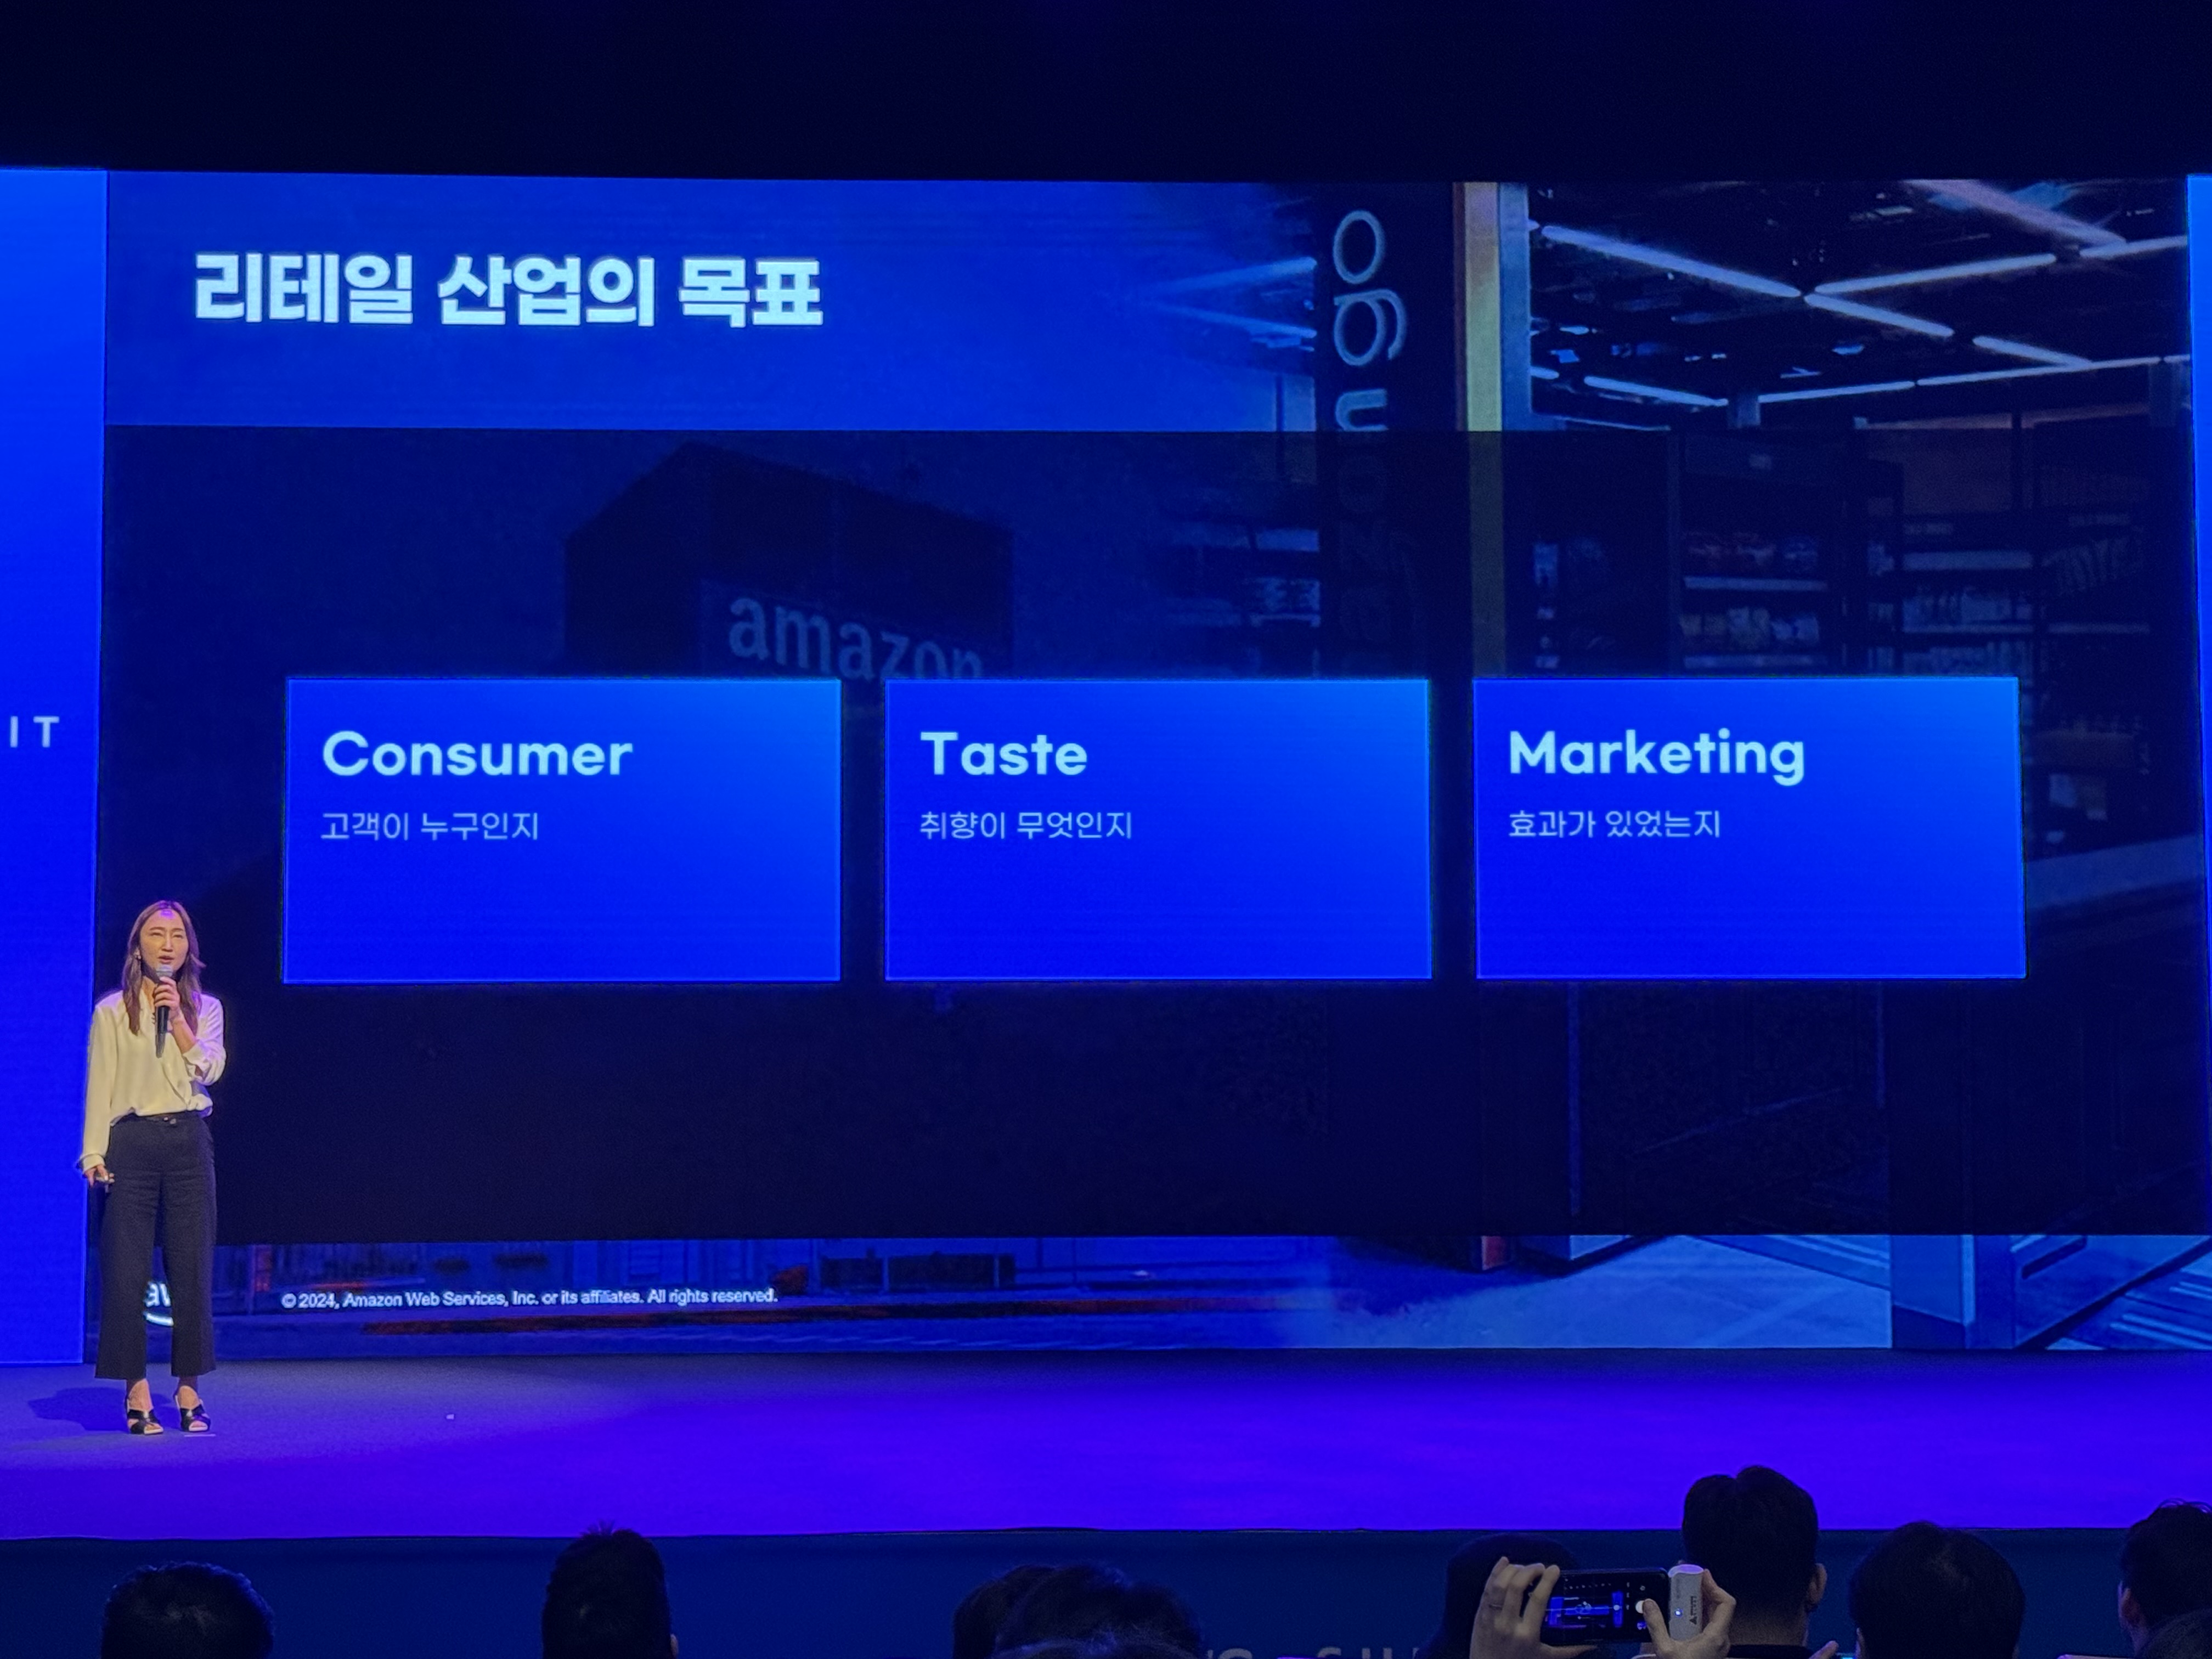 리테일 산업의 목표
go
amazon
Consumer
고객이 누구인지
Taste
취향이 무엇인지
Marketing
효과가 있었는지
IT
© 2024, Amazon Web Services, Inc. or its affiliates. All rights reserved.